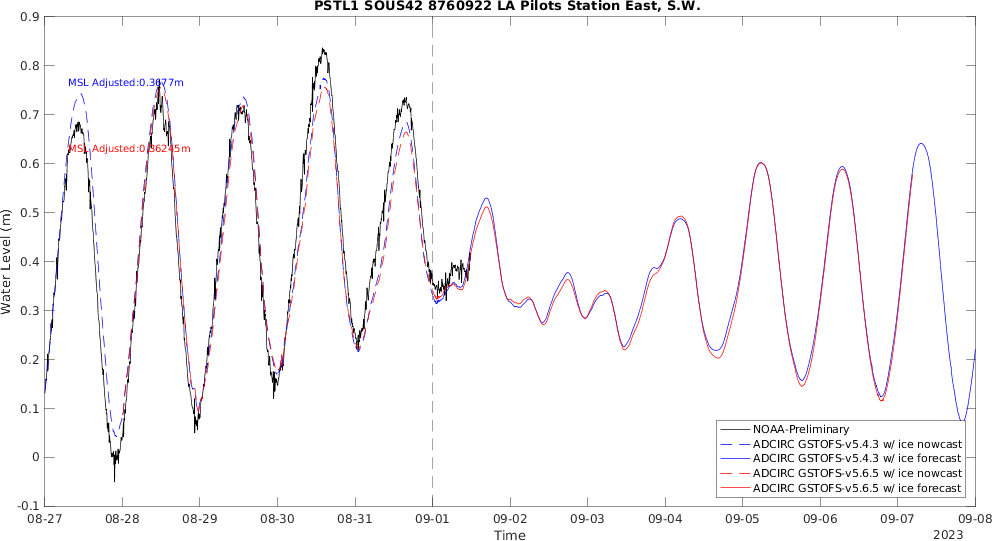 PSTL1 SOUS42 8760922 LA Pilots Station East, S.W.
0.9
0.8
0.7
0.6
0.5
0.4
0.3
0.2
0.1
0
-0.1
Water Level (m)
MSL Adjusted:0.3677m
MSL Adjusted:0.36245m
NOAA-Preliminary
ADCIRC GSTOFS-v5.4.3 w/ ice nowcast
ADCIRC GSTOFS-v5.4.3 w/ ice forecast
ADCIRC GSTOFS-v5.6.5 w/ ice nowcast
ADCIRC GSTOFS-v5.6.5 w/ ice forecast
08-27 08-28 08-29 08-30 08-31 09-01 09-02 09-03 09-04 09-05 09-06 09-07 09-08
Time
2023